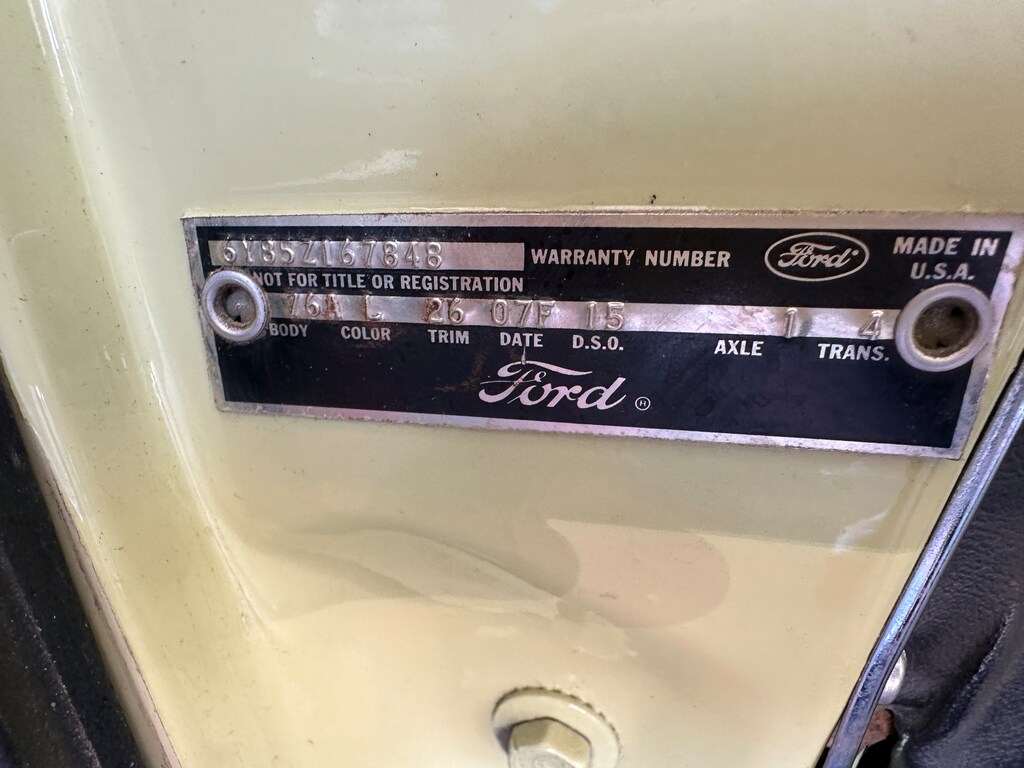 6Y85Z167848 WARRANTY NUMBER Ford MADE IN U.S.A.
NOT FOR TITLE OR REGISTRATION
76A L 26 07F 15 1 4
BODY COLOR TRIM DATE D.S.O. AXLE TRANS.
Ford H